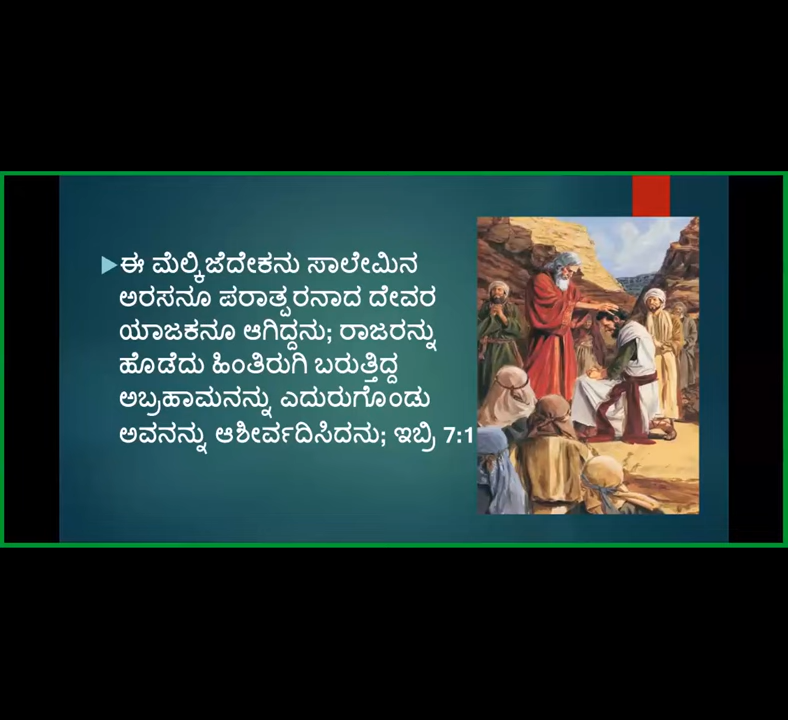 ಈ ಮೆಲ್ಕಿಜೆದೇಕನು ಸಾಲೇಮಿನ
ಅರಸನೂ ಪರಾತ್ಪರನಾದ ದೇವರ
ಯಾಜಕನೂ ಆಗಿದ್ದನು; ರಾಜರನ್ನು
ಹೊಡೆದು ಹಿಂತಿರುಗಿ ಬರುತ್ತಿದ್ದ
ಅಬ್ರಹಾಮನನ್ನು ಎದುರುಗೊಂಡು
ಅವನನ್ನು ಆಶೀರ್ವದಿಸಿದನು; ಇಬ್ರಿ 7:1